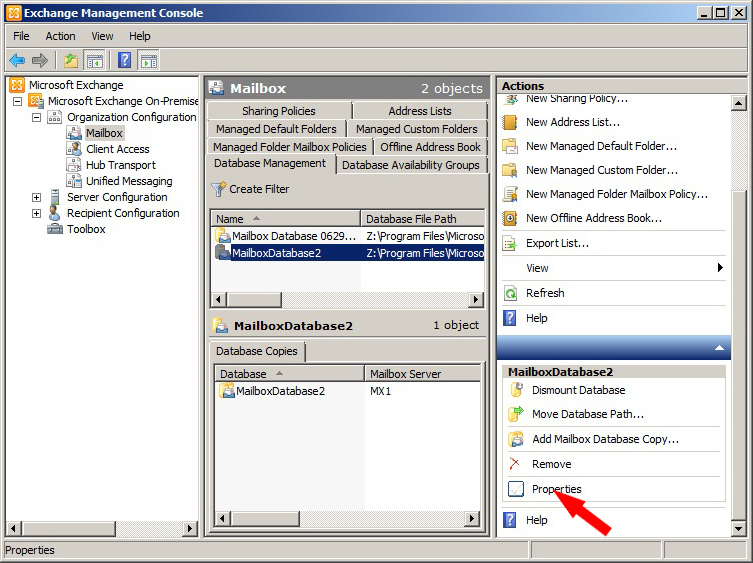 Exchange Management Console
File Action View Help
Microsoft Exchange
Microsoft Exchange On-Premise
Organization Configuration
Mailbox
Client Access
Hub Transport
Unified Messaging
Server Configuration
Recipient Configuration
Toolbox
Mailbox 2 objects
Sharing Policies Address Lists
Managed Default Folders Managed Custom Folders
Managed Folder Mailbox Policies Offline Address Book
Database Management Database Availability Groups
Create Filter
Name Database File Path
Mailbox Database 0629... Z:\Program Files\Microso
MailboxDatabase2 Z:\Program Files\Microso
MailboxDatabase2 1 object
Database Copies
Database Mailbox Server
MailboxDatabase2 MX1
Actions
New Sharing Policy...
New Address List...
New Managed Default Folder...
New Managed Custom Folder...
New Managed Folder Mailbox Policy...
New Offline Address Book...
Export List...
View
Refresh
Help
MailboxDatabase2
Dismount Database
Move Database Path...
Add Mailbox Database Copy...
Remove
Properties
Help
Properties